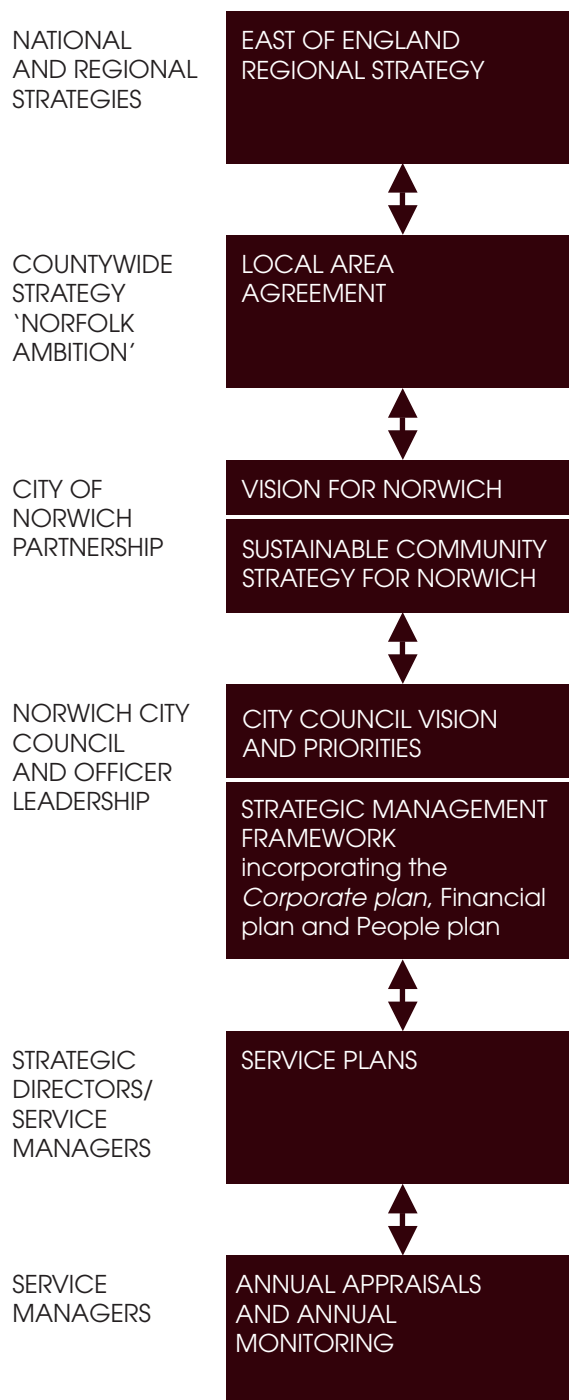 NATIONAL
AND REGIONAL
STRATEGIES
EAST OF ENGLAND
REGIONAL STRATEGY
COUNTYWIDE
STRATEGY
‘NORFOLK
AMBITION’
LOCAL AREA
AGREEMENT
CITY OF
NORWICH
PARTNERSHIP
VISION FOR NORWICH
SUSTAINABLE COMMUNITY
STRATEGY FOR NORWICH
NORWICH CITY
COUNCIL
AND OFFICER
LEADERSHIP
CITY COUNCIL VISION
AND PRIORITIES
STRATEGIC MANAGEMENT
FRAMEWORK
incorporating the
Corporate plan, Financial
plan and People plan
STRATEGIC
DIRECTORS/
SERVICE
MANAGERS
SERVICE PLANS
SERVICE
MANAGERS
ANNUAL APPRAISALS
AND ANNUAL
MONITORING